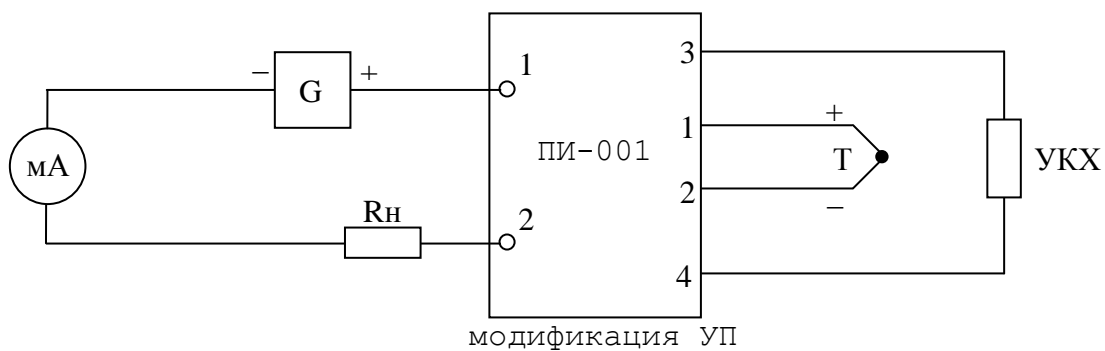 − G + 1 3
1 +
мА ПИ-001 Т УКХ
2 −
Rн 2
4
модификация УП